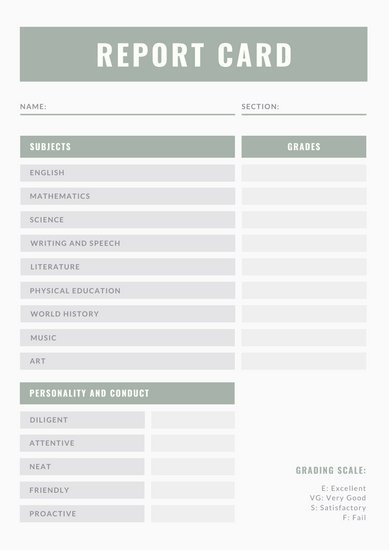 REPORT CARD
NAME: SECTION:
SUBJECTS GRADES
ENGLISH
MATHEMATICS
SCIENCE
WRITING AND SPEECH
LITERATURE
PHYSICAL EDUCATION
WORLD HISTORY
MUSIC
ART
PERSONALITY AND CONDUCT
DILIGENT
ATTENTIVE
NEAT
FRIENDLY
PROACTIVE
GRADING SCALE:
E: Excellent
VG: Very Good
S: Satisfactory
F: Fail